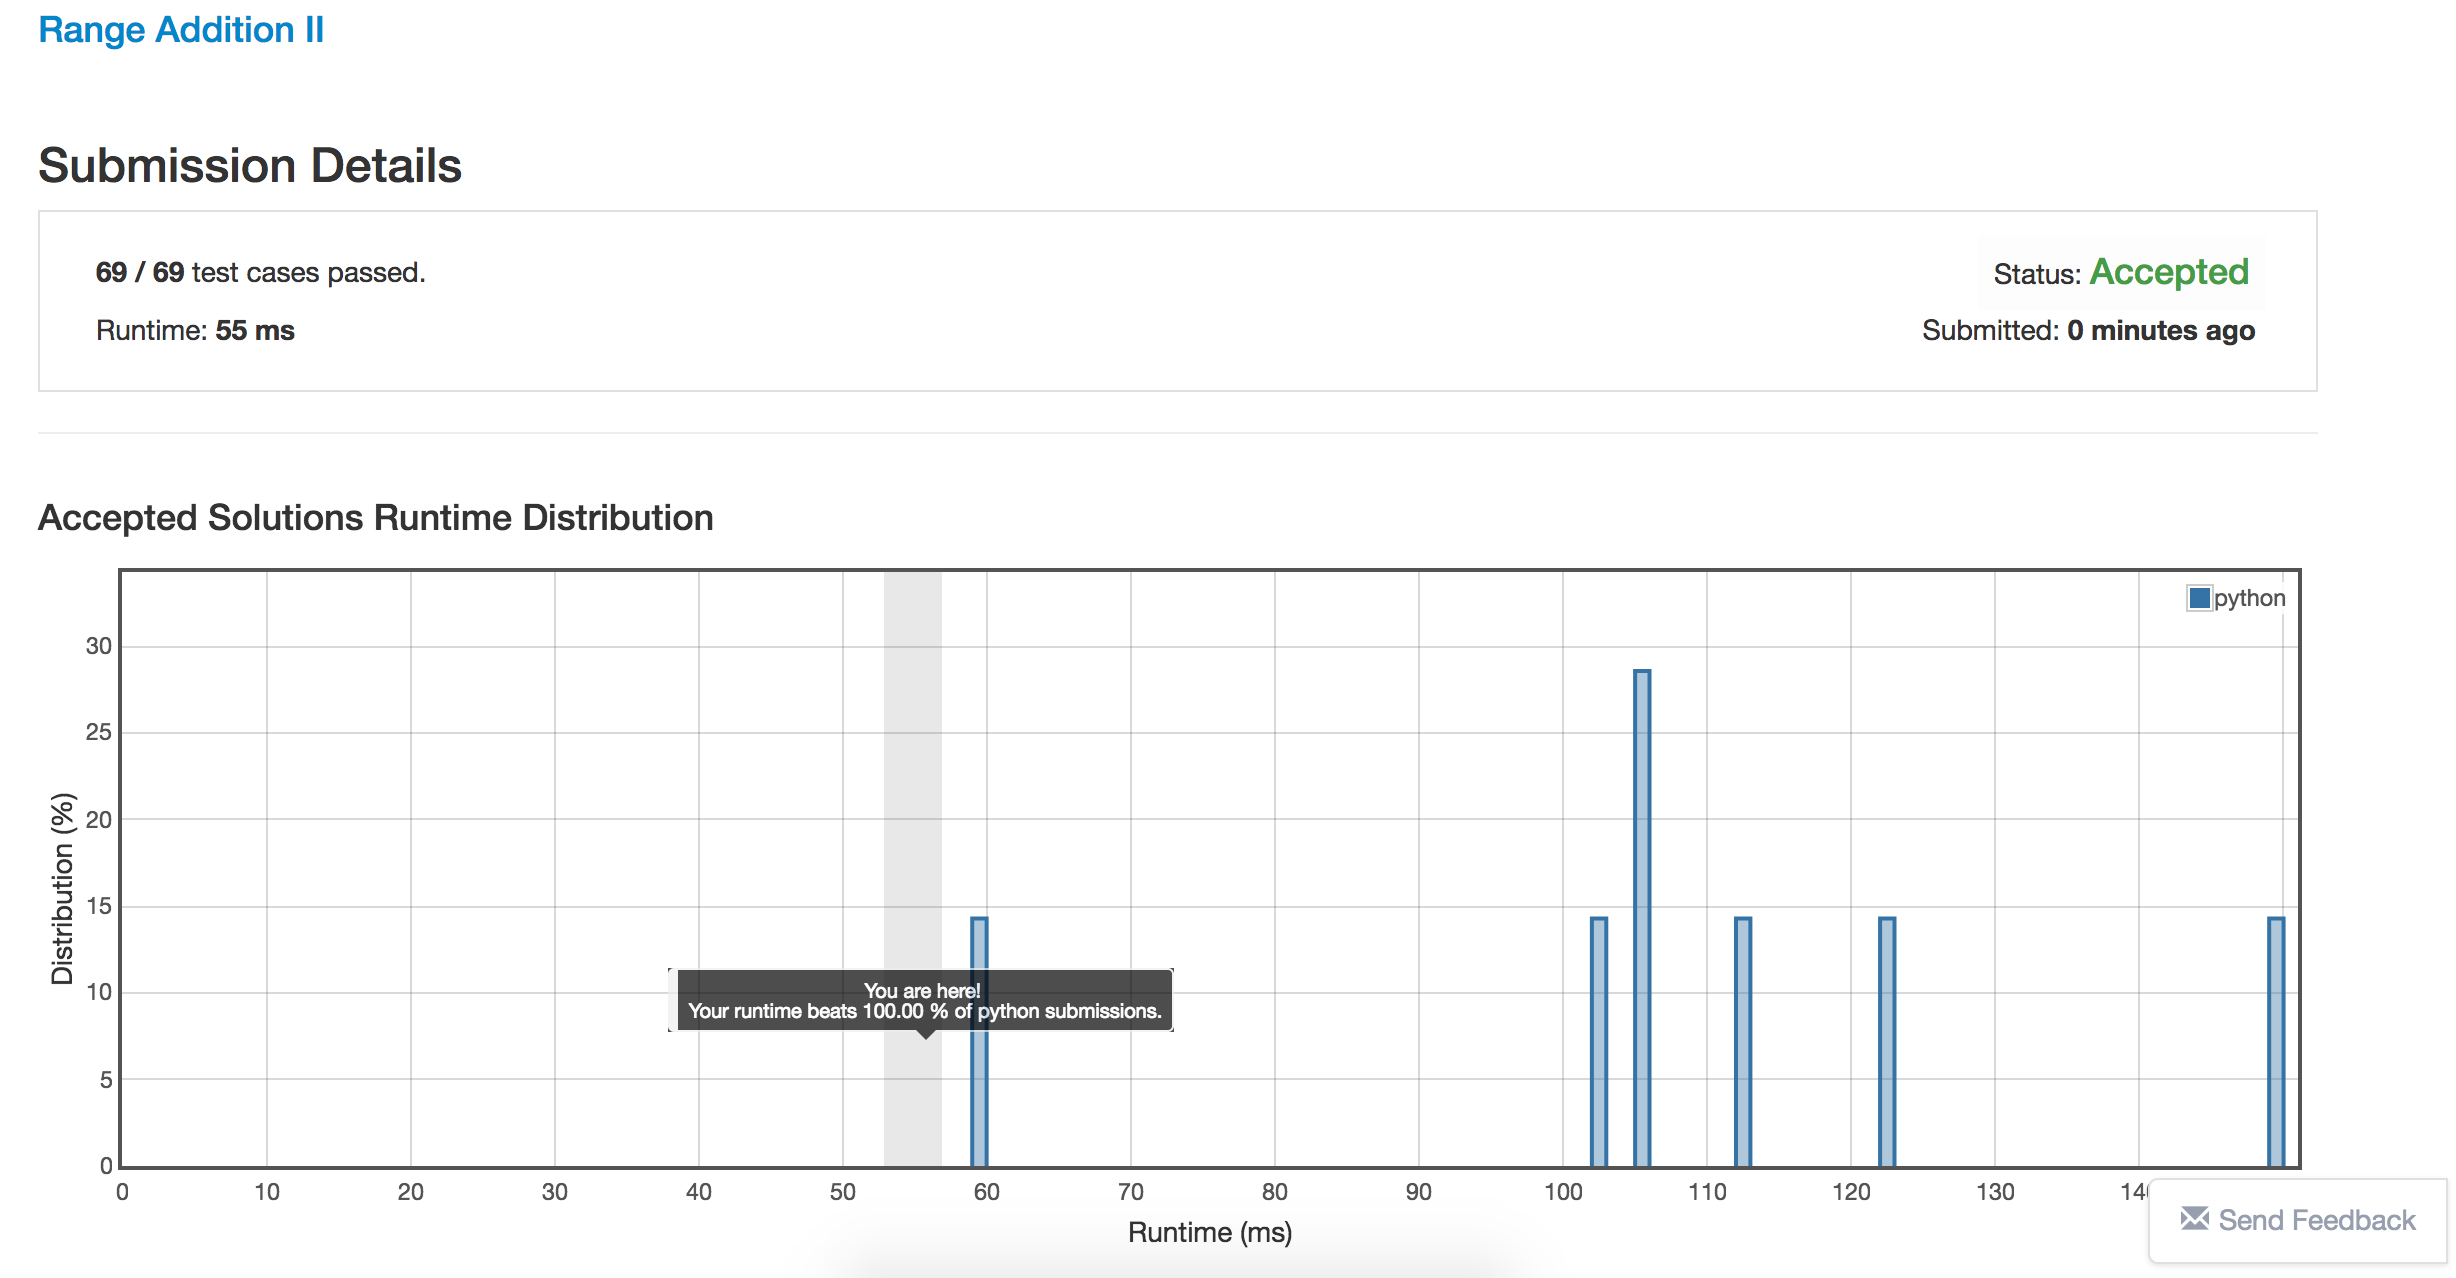 Range Addition II
Submission Details
69 / 69 test cases passed.
Status: Accepted
Runtime: 55 ms
Submitted: 0 minutes ago
Accepted Solutions Runtime Distribution
python
30
25
20
15
10
5
0
Distribution (%)
You are here!
Your runtime beats 100.00 % of python submissions.
0 10 20 30 40 50 60 70 80 90 100 110 120 130
Runtime (ms)
Send Feedback